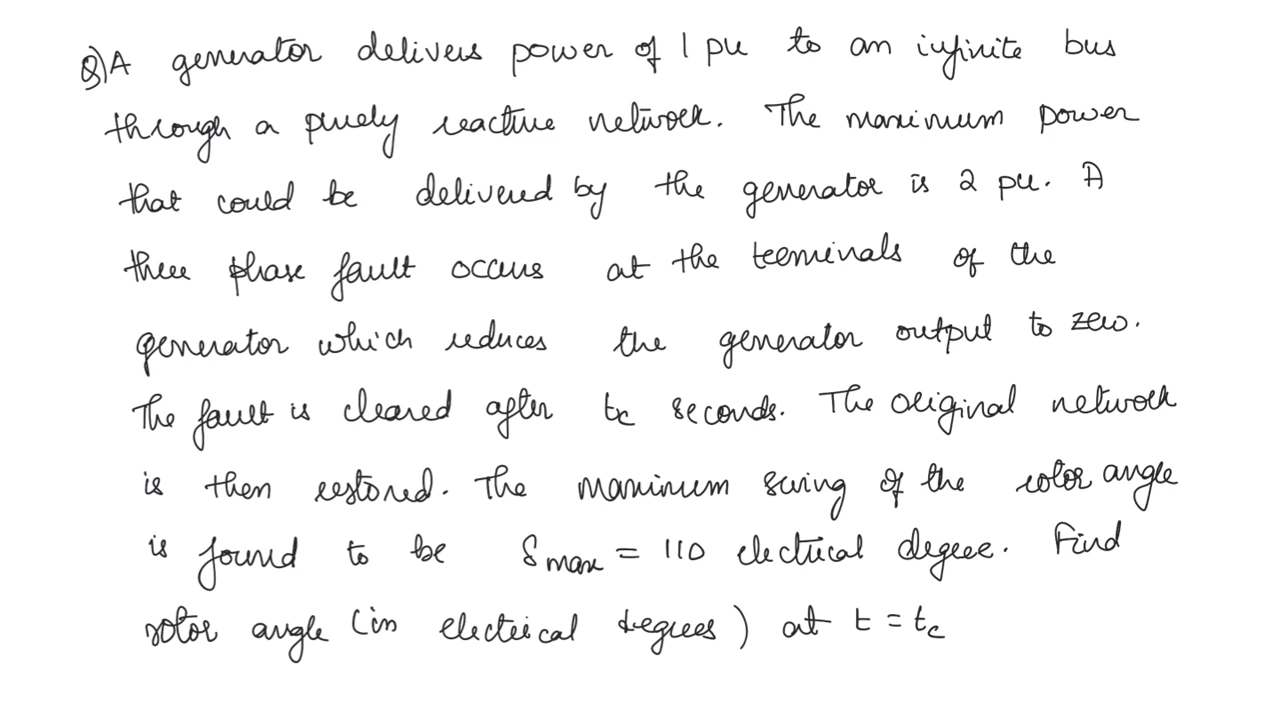 Q) A generator delivers power of 1 pu to an infinite bus
through a purely reactive network. The maximum power
that could be delivered by the generator is 2 pu. A
three phase fault occurs at the terminals of the
generator which reduces the generator output to zero.
The fault is cleared after tc seconds. The original network
is then restored. The maximum swing of the rotor angle
is found to be δmax = 110 electrical degree. Find
rotor angle (in electrical degrees) at t = tc